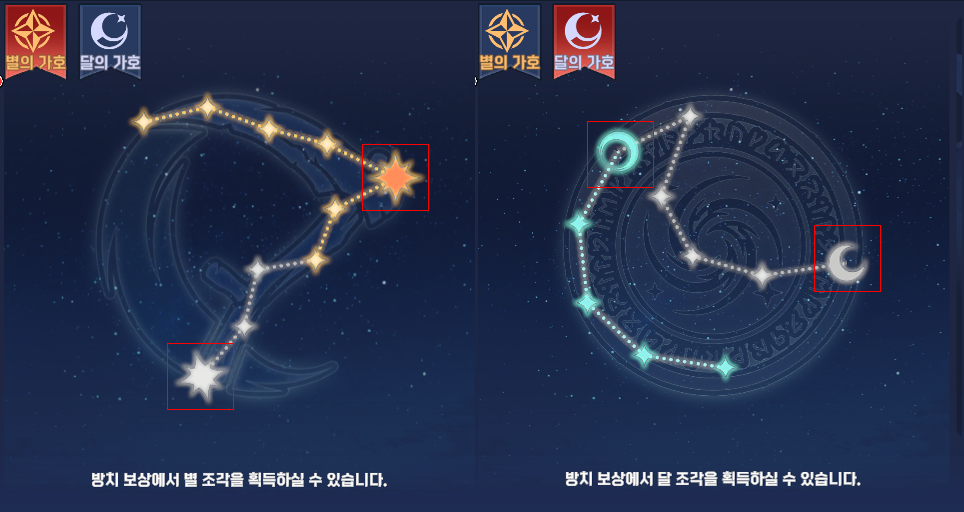 별의 가호
달의 가호
별의 가호
달의 가호
방치 보상에서 별 조각을 획득하실 수 있습니다.
방치 보상에서 달 조각을 획득하실 수 있습니다.